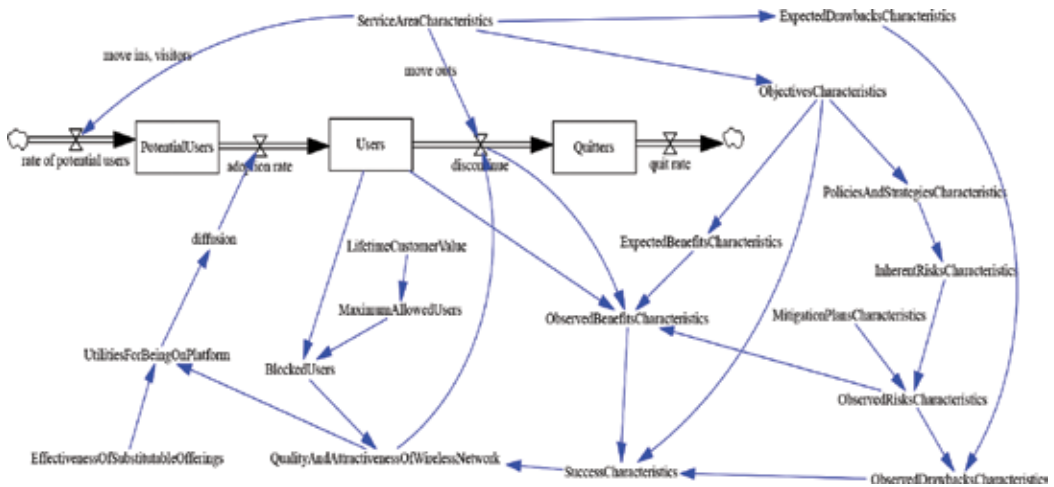 ServiceAreaCharacteristics
ExpectedDrawbacksCharacteristics
move ins, visitors
move outs
ObjectivesCharacteristics
PotentialUsers
Users
Quitters
rate of potential users
adoption rate
discontinue
quit rate
PoliciesAndStrategiesCharacteristics
diffusion
LifetimeCustomerValue
ExpectedBenefitsCharacteristics
InherentRisksCharacteristics
MaximumAllowedUsers
ObservedBenefitsCharacteristics
MitigationPlansCharacteristics
UtilitiesForBeingOnPlatform
BlockedUsers
ObservedRisksCharacteristics
EffectivenessOfSubstitutableOfferings
QualityAndAttractivenessOfWirelessNetwork
SuccessCharacteristics
ObservedDrawbacksCharacteristics